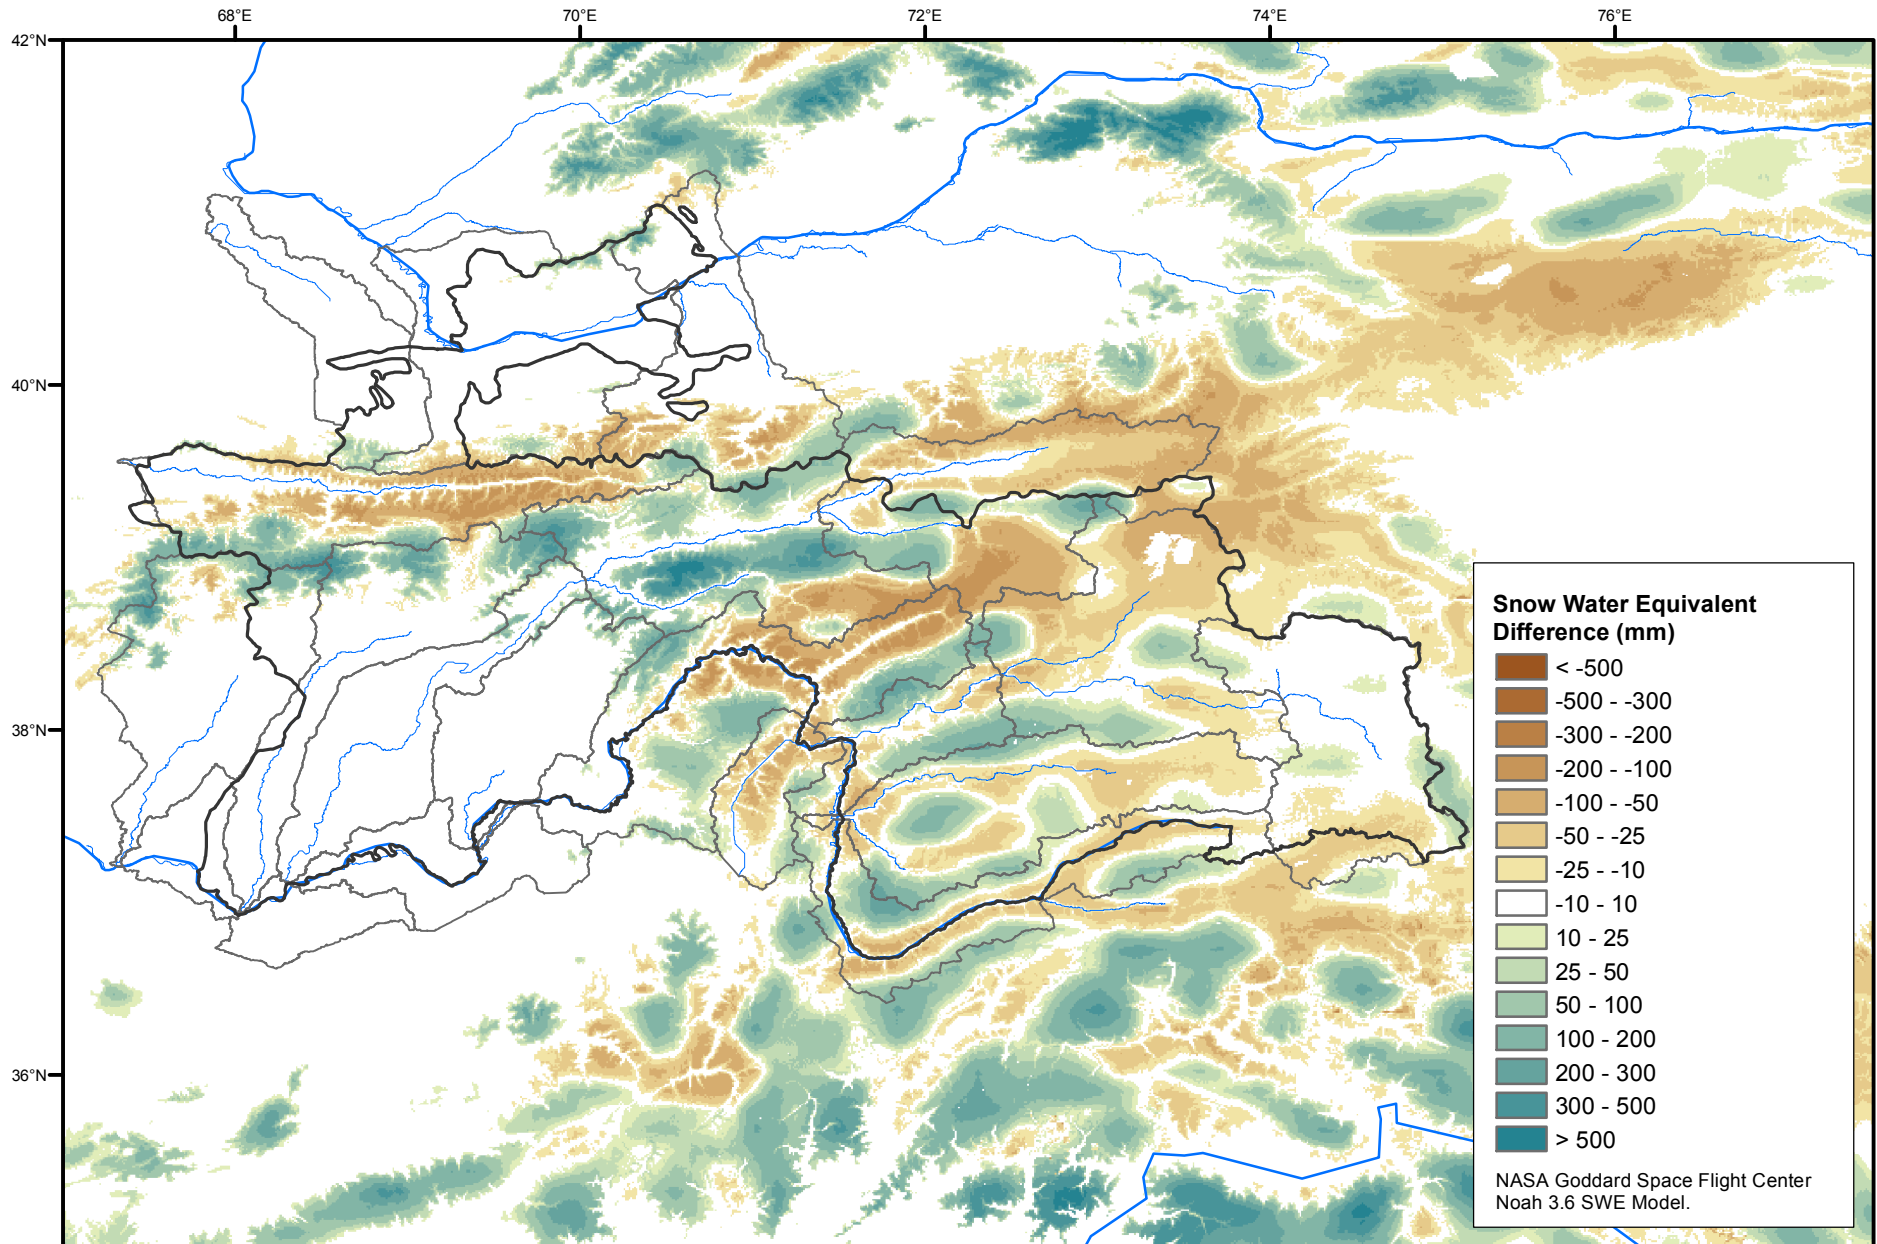 68°E 70°E 72°E 74°E 76°E
42°N
40°N
38°N
36°N
Snow Water Equivalent
Difference (mm)
< -500
-500 - -300
-300 - -200
-200 - -100
-100 - -50
-50 - -25
-25 - -10
-10 - 10
10 - 25
25 - 50
50 - 100
100 - 200
200 - 300
300 - 500
> 500
NASA Goddard Space Flight Center
Noah 3.6 SWE Model.